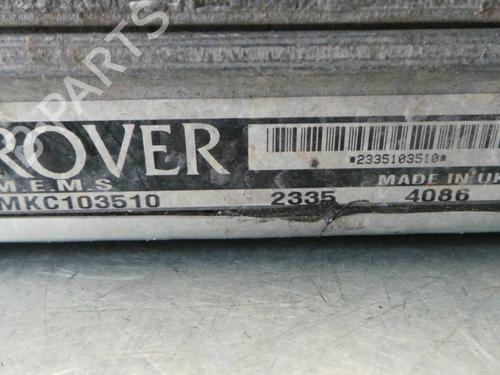 ROVER
M.E.M.S
*2335103510*
MADE IN UK
MKC103510 2335 4086
B-PARTS